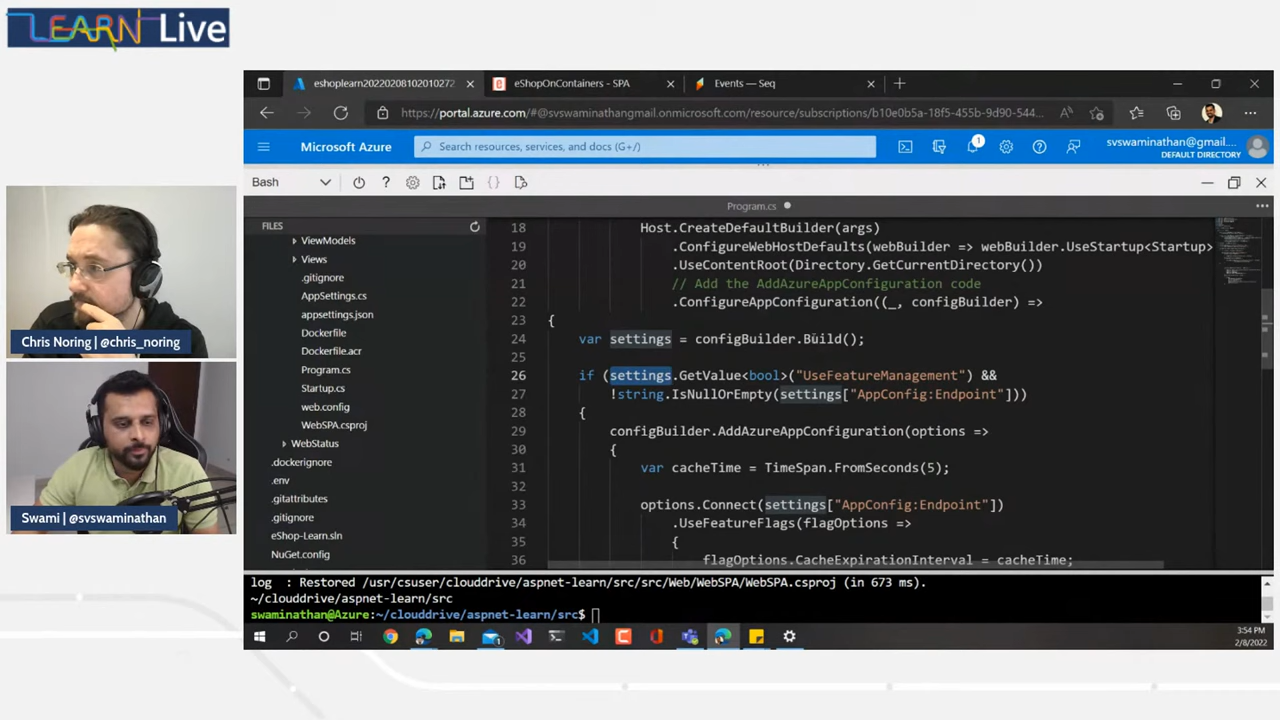 LEARN Live
eshoplearn20220208102010272
eShopOnContainers - SPA
Events — Seq
https://portal.azure.com/#@svswaminathangmail.onmicrosoft.com/resource/subscriptions/b10e0b5a-18f5-455b-9d90-544...
Microsoft Azure
Search resources, services, and docs (G+/)
1
svswaminathan@gmail....
DEFAULT DIRECTORY
Bash
Program.cs
FILES
ViewModels
Views
.gitignore
AppSettings.cs
appsettings.json
Dockerfile
Dockerfile.acr
Program.cs
Startup.cs
web.config
WebSPA.csproj
WebStatus
.dockerignore
.env
.gitattributes
.gitignore
eShop-Learn.sln
NuGet.config
18 Host.CreateDefaultBuilder(args)
19 .ConfigureWebHostDefaults(webBuilder => webBuilder.UseStartup<Startup>
20 .UseContentRoot(Directory.GetCurrentDirectory())
21 // Add the AddAzureAppConfiguration code
22 .ConfigureAppConfiguration((_, configBuilder) =>
23 {
24 var settings = configBuilder.Build();
25
26 if (settings.GetValue<bool>("UseFeatureManagement") &&
27 !string.IsNullOrEmpty(settings["AppConfig:Endpoint"]))
28 {
29 configBuilder.AddAzureAppConfiguration(options =>
30 {
31 var cacheTime = TimeSpan.FromSeconds(5);
32
33 options.Connect(settings["AppConfig:Endpoint"])
34 .UseFeatureFlags(flagOptions =>
35 {
36 flagOptions.CacheExpirationInterval = cacheTime;
log : Restored /usr/csuser/clouddrive/aspnet-learn/src/src/Web/WebSPA/WebSPA.csproj (in 673 ms).
~/clouddrive/aspnet-learn/src
swaminathan@Azure:~/clouddrive/aspnet-learn/src$
3:54 PM
2/8/2022
Chris Noring | @chris_noring
Swami | @svswaminathan